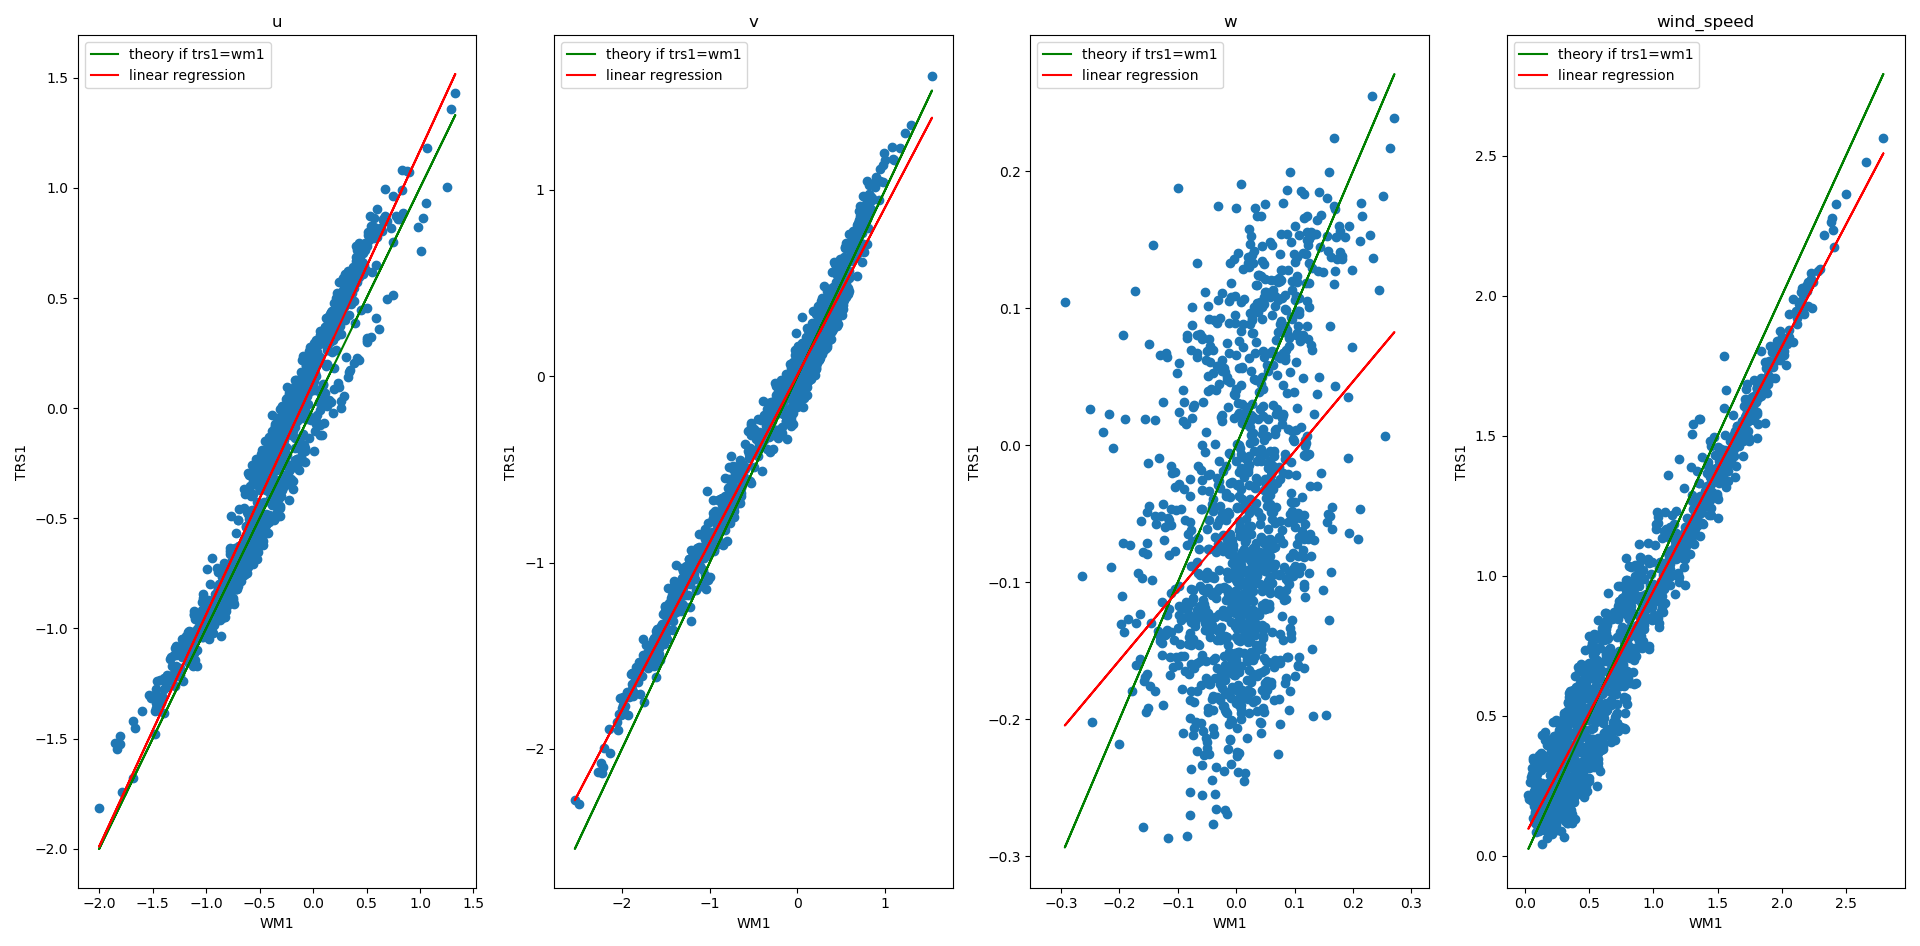 u
theory if trs1=wm1
linear regression
1.5
1.0
0.5
0.0
−0.5
−1.0
−1.5
−2.0
TRS1
−2.0 −1.5 −1.0 −0.5 0.0 0.5 1.0 1.5
WM1
v
theory if trs1=wm1
linear regression
1
0
−1
−2
TRS1
−2 −1 0 1
WM1
w
theory if trs1=wm1
linear regression
0.2
0.1
0.0
−0.1
−0.2
−0.3
TRS1
−0.3 −0.2 −0.1 0.0 0.1 0.2 0.3
WM1
wind_speed
theory if trs1=wm1
linear regression
2.5
2.0
1.5
1.0
0.5
0.0
TRS1
0.0 0.5 1.0 1.5 2.0 2.5
WM1